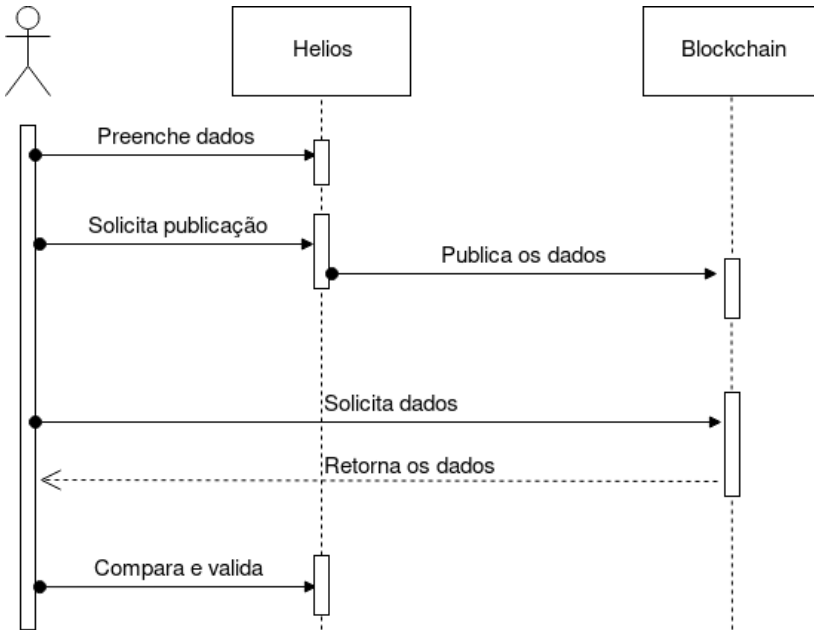 Helios
Blockchain
Preenche dados
Solicita publicação
Publica os dados
Solicita dados
Retorna os dados
Compara e valida